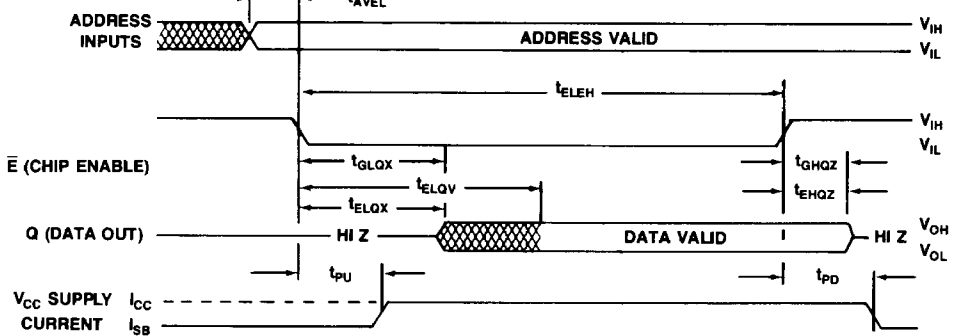 tAVEL
ADDRESS
INPUTS
ADDRESS VALID
VIH
VIL
tELEH
VIH
VIL
E̅ (CHIP ENABLE)
tGLQX
tGHQZ
tELQV
tEHQZ
tELQX
Q (DATA OUT)
HI Z
DATA VALID
HI Z
VOH
VOL
tPU
tPD
VCC SUPPLY ICC
CURRENT ISB